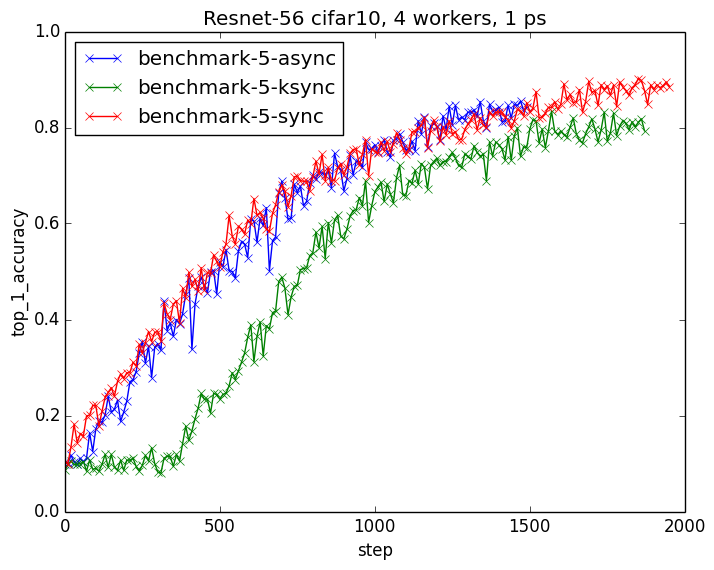 Resnet-56 cifar10, 4 workers, 1 ps
1.0
benchmark-5-async
benchmark-5-ksync
benchmark-5-sync
0.8
0.6
top_1_accuracy
0.4
0.2
0.0
0 500 1000 1500 2000
step